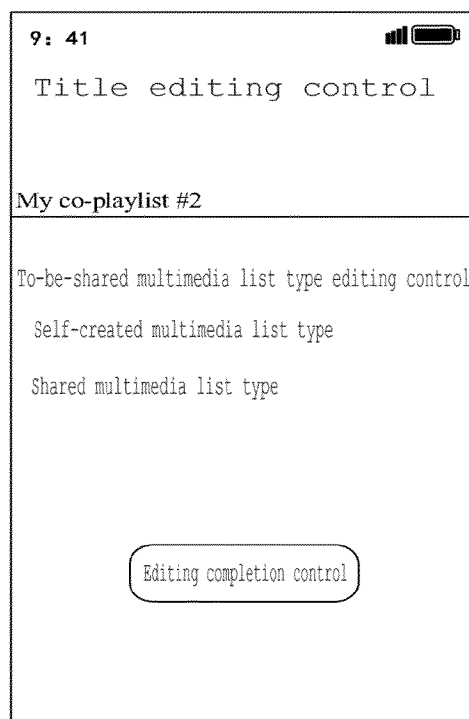 9: 41
Title editing control
My co-playlist #2
To-be-shared multimedia list type editing control
Self-created multimedia list type
Shared multimedia list type
Editing completion control